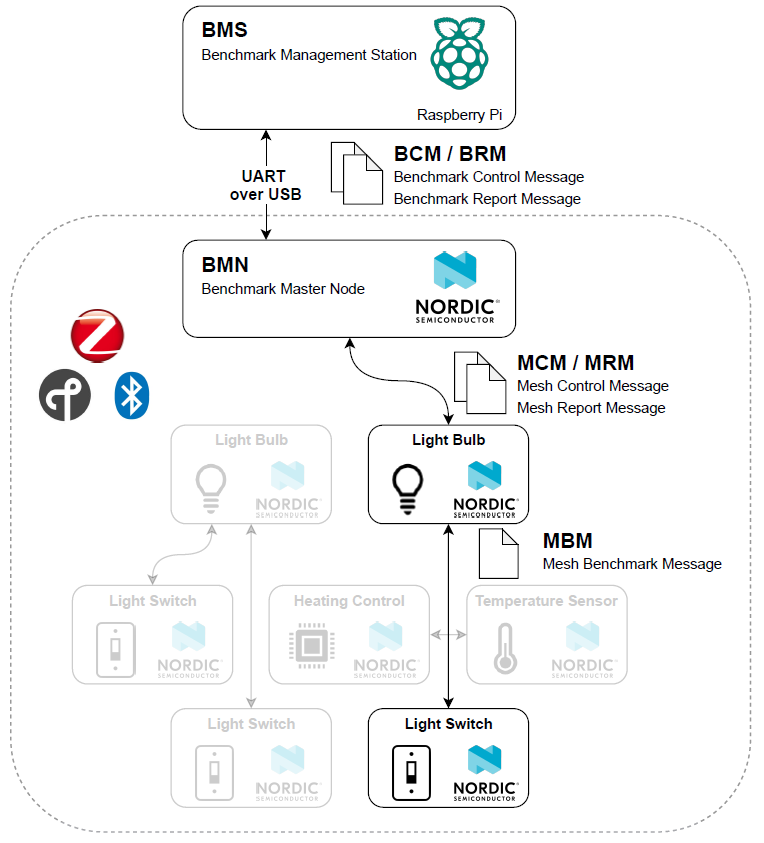 BMS
Benchmark Management Station
Raspberry Pi
UART
over USB
BCM / BRM
Benchmark Control Message
Benchmark Report Message
BMN
Benchmark Master Node
NORDIC®
SEMICONDUCTOR
Z
MCM / MRM
Mesh Control Message
Mesh Report Message
Light Bulb
NORDIC®
SEMICONDUCTOR
Light Bulb
NORDIC®
SEMICONDUCTOR
MBM
Mesh Benchmark Message
Light Switch
NORDIC®
SEMICONDUCTOR
Heating Control
NORDIC®
SEMICONDUCTOR
Temperature Sensor
NORDIC®
SEMICONDUCTOR
Light Switch
NORDIC®
SEMICONDUCTOR
Light Switch
NORDIC®
SEMICONDUCTOR